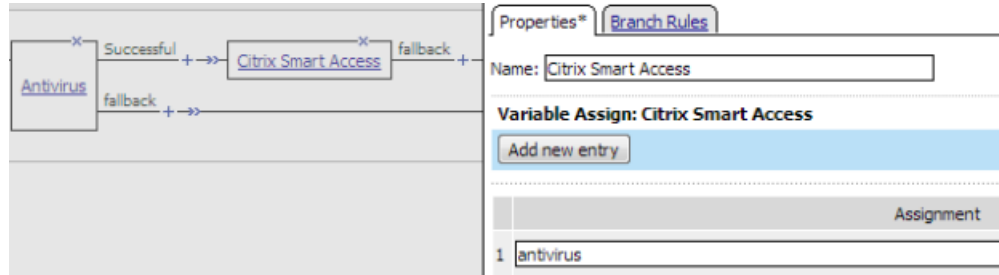 Successful
Citrix Smart Access
fallback
Antivirus
fallback
Properties* Branch Rules
Name: Citrix Smart Access
Variable Assign: Citrix Smart Access
Add new entry
Assignment
1 antivirus